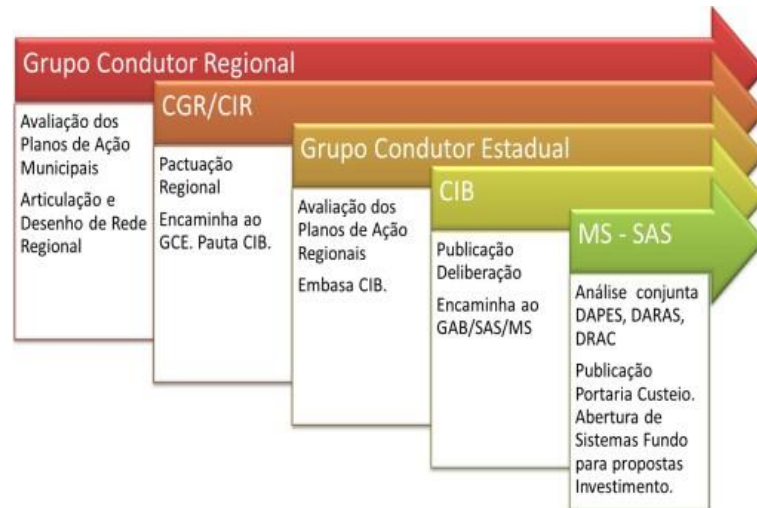 Grupo Condutor Regional
Avaliação dos
Planos de Ação
Municipais
Articulação e
Desenho de Rede
Regional
CGR/CIR
Pactuação
Regional
Encaminha ao
GCE. Pauta CIB.
Grupo Condutor Estadual
Avaliação dos
Planos de Ação
Regionais
Embasa CIB.
CIB
Publicação
Deliberação
Encaminha ao
GAB/SAS/MS
MS - SAS
Análise conjunta
DAPES, DARAS,
DRAC
Publicação
Portaria Custeio.
Abertura de
Sistemas Fundo
para propostas
Investimento.